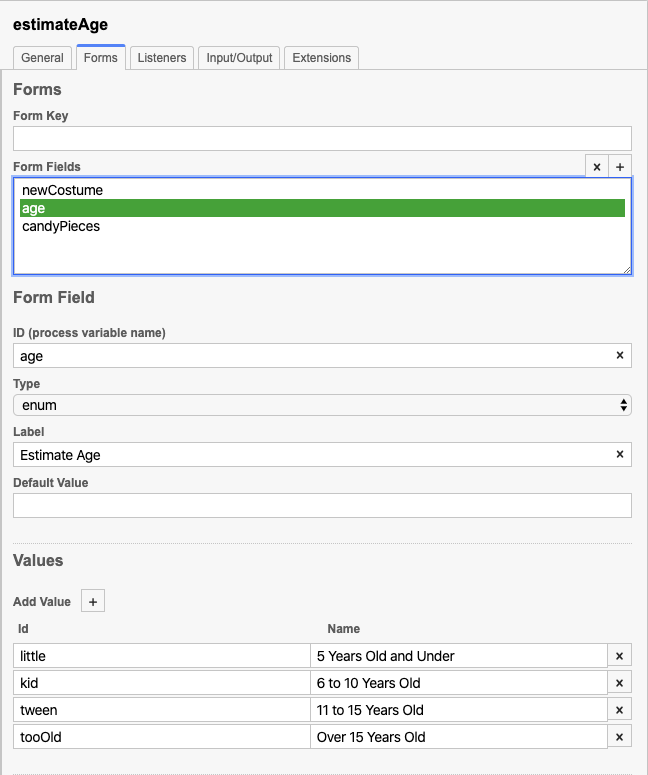 estimateAge
General Forms Listeners Input/Output Extensions
Forms
Form Key
Form Fields × +
newCostume
age
candyPieces
Form Field
ID (process variable name)
age ×
Type
enum
Label
Estimate Age ×
Default Value
Values
Add Value +
Id Name
little 5 Years Old and Under ×
kid 6 to 10 Years Old ×
tween 11 to 15 Years Old ×
tooOld Over 15 Years Old ×